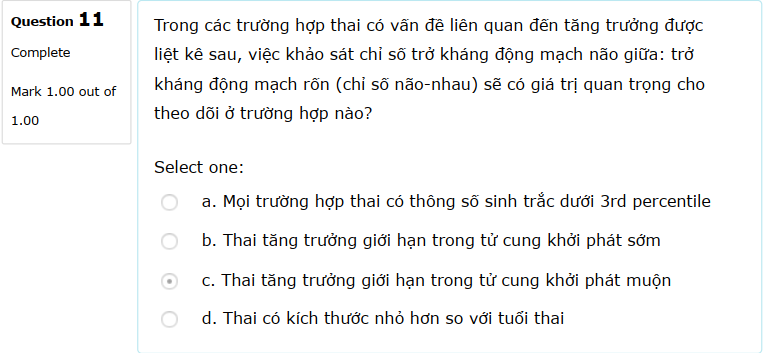 Question 11
Complete
Mark 1.00 out of
1.00
Trong các trường hợp thai có vấn đề liên quan đến tăng trưởng được
liệt kê sau, việc khảo sát chỉ số trở kháng động mạch não giữa: trở
kháng động mạch rốn (chỉ số não-nhau) sẽ có giá trị quan trọng cho
theo dõi ở trường hợp nào?
Select one:
a. Mọi trường hợp thai có thông số sinh trắc dưới 3rd percentile
b. Thai tăng trưởng giới hạn trong tử cung khởi phát sớm
c. Thai tăng trưởng giới hạn trong tử cung khởi phát muộn
d. Thai có kích thước nhỏ hơn so với tuổi thai